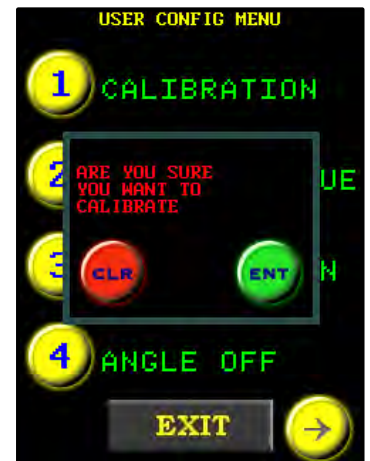 USER CONFIG MENU
1 CALIBRATION
2 UE
ARE YOU SURE
YOU WANT TO
CALIBRATE
3 N
CLR ENT
4 ANGLE OFF
EXIT